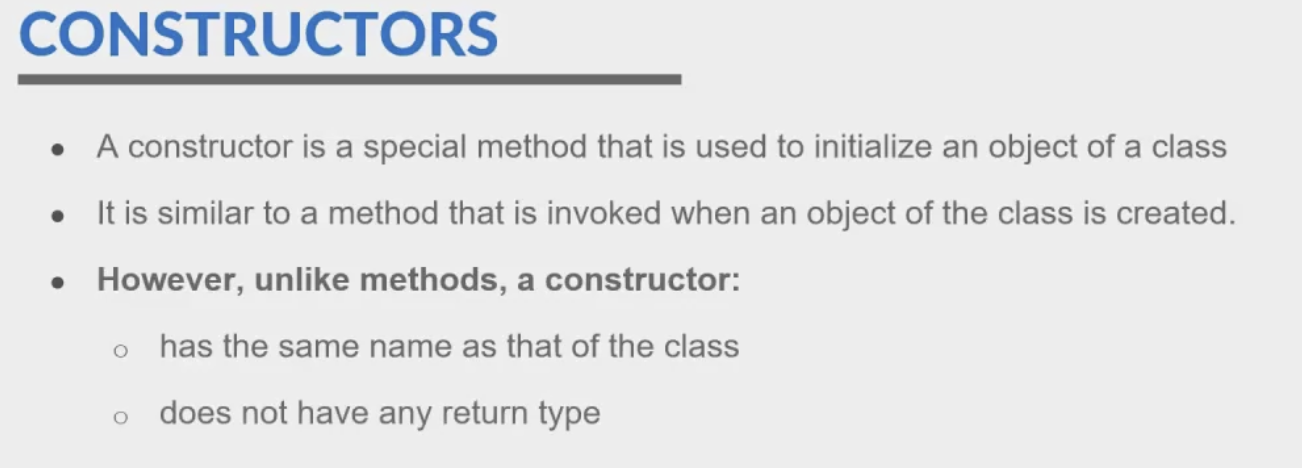 CONSTRUCTORS
● A constructor is a special method that is used to initialize an object of a class
● It is similar to a method that is invoked when an object of the class is created.
● However, unlike methods, a constructor:
○ has the same name as that of the class
○ does not have any return type